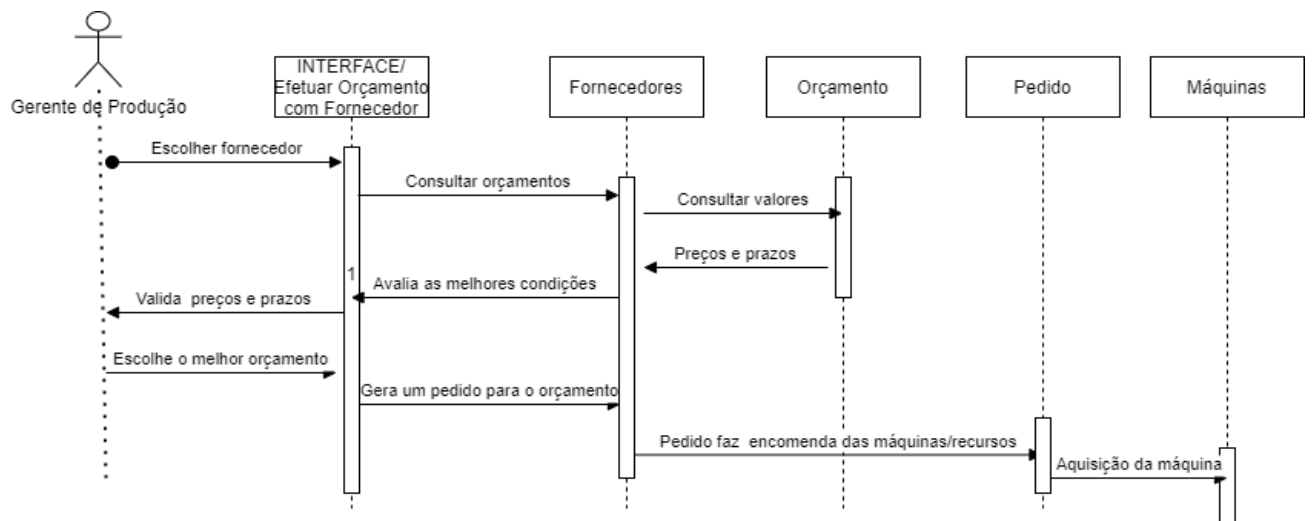 INTERFACE/
Efetuar Orçamento
com Fornecedor
Fornecedores
Orçamento
Pedido
Máquinas
Gerente de Produção
Escolher fornecedor
Consultar orçamentos
Consultar valores
Preços e prazos
1
Avalia as melhores condições
Valida  preços e prazos
Escolhe o melhor orçamento
Gera um pedido para o orçamento
Pedido faz  encomenda das máquinas/recursos
Aquisição da máquina